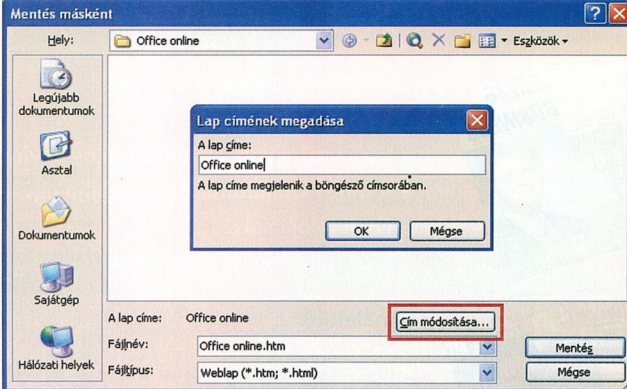 Mentés másként
Hely:
Office online
Eszközök
Legújabb
dokumentumok
Asztal
Dokumentumok
Sajátgép
Hálózati helyek
Lap címének megadása
A lap címe:
Office online
A lap címe megjelenik a böngésző címsorában.
OK
Mégse
A lap címe:
Office online
Cím módosítása...
Fájlnév:
Office online.htm
Mentés
Fájltípus:
Weblap (*.htm; *.html)
Mégse